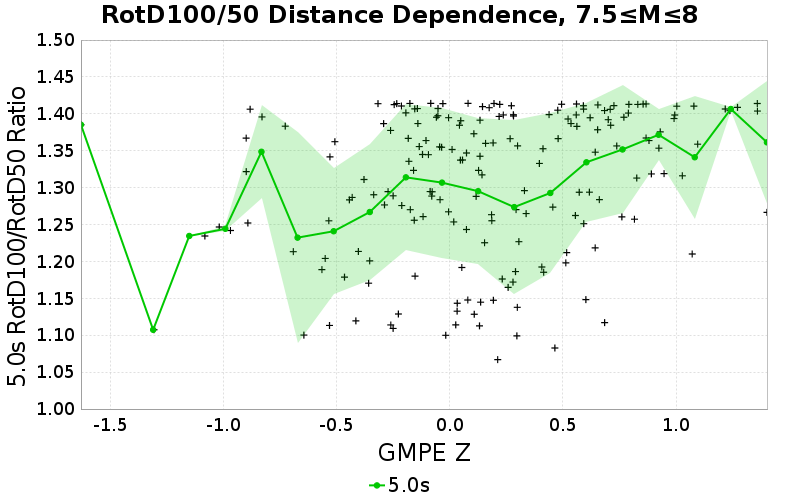 RotD100/50 Distance Dependence, 7.5≤M≤8
5.0s RotD100/RotD50 Ratio
1.50
1.45
1.40
1.35
1.30
1.25
1.20
1.15
1.10
1.05
1.00
-1.5 -1.0 -0.5 0.0 0.5 1.0
GMPE Z
5.0s